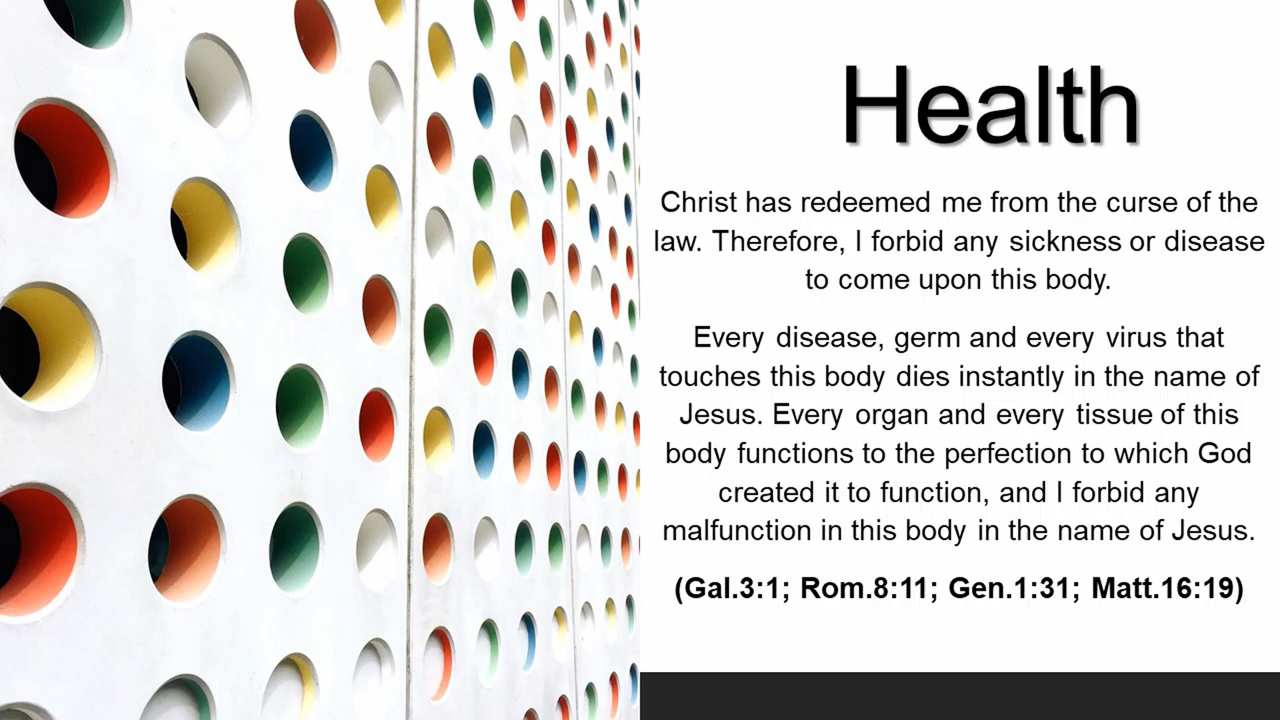 Health
Christ has redeemed me from the curse of the
law. Therefore, I forbid any sickness or disease
to come upon this body.
Every disease, germ and every virus that
touches this body dies instantly in the name of
Jesus. Every organ and every tissue of this
body functions to the perfection to which God
created it to function, and I forbid any
malfunction in this body in the name of Jesus.
(Gal.3:1; Rom.8:11; Gen.1:31; Matt.16:19)